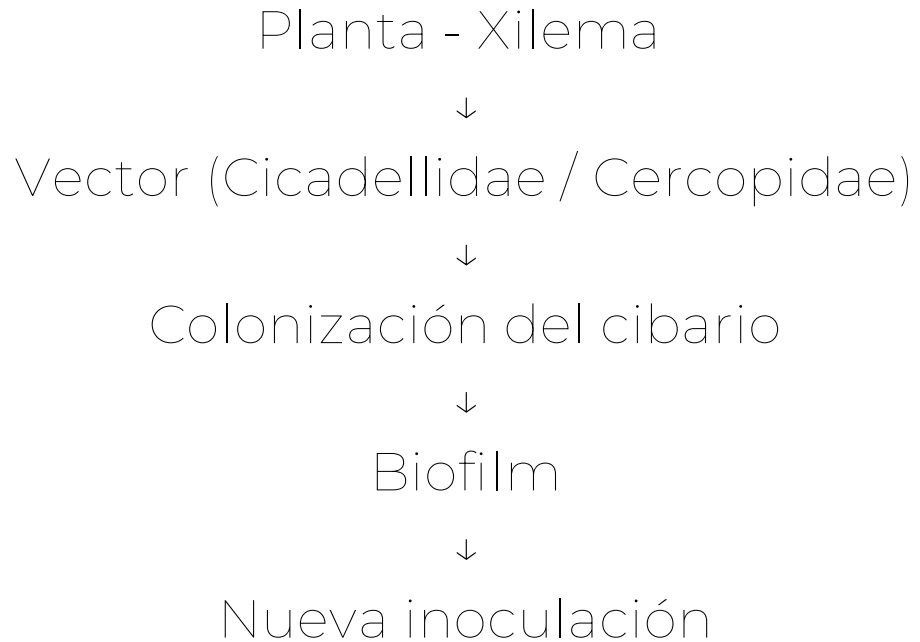 Planta - Xilema
↓
Vector (Cicadellidae / Cercopidae)
↓
Colonización del cibario
↓
Biofilm
↓
Nueva inoculación